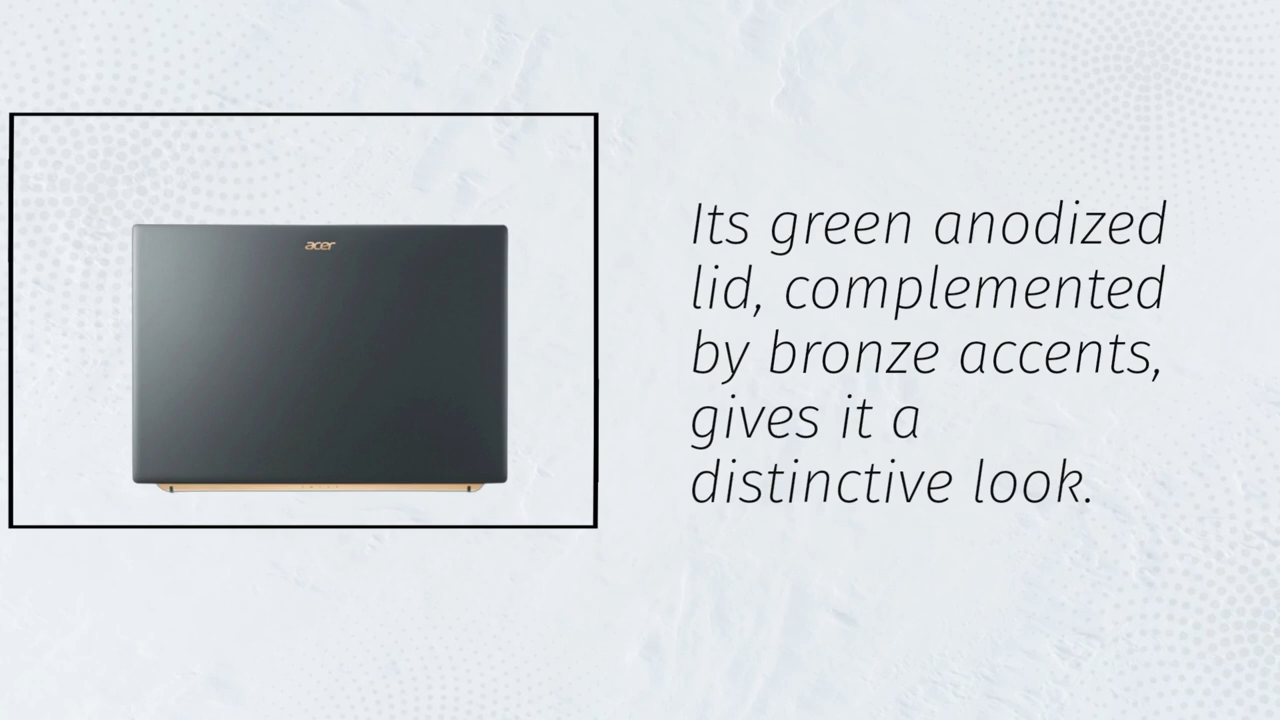 acer
Its green anodized
lid, complemented
by bronze accents,
gives it a
distinctive look.